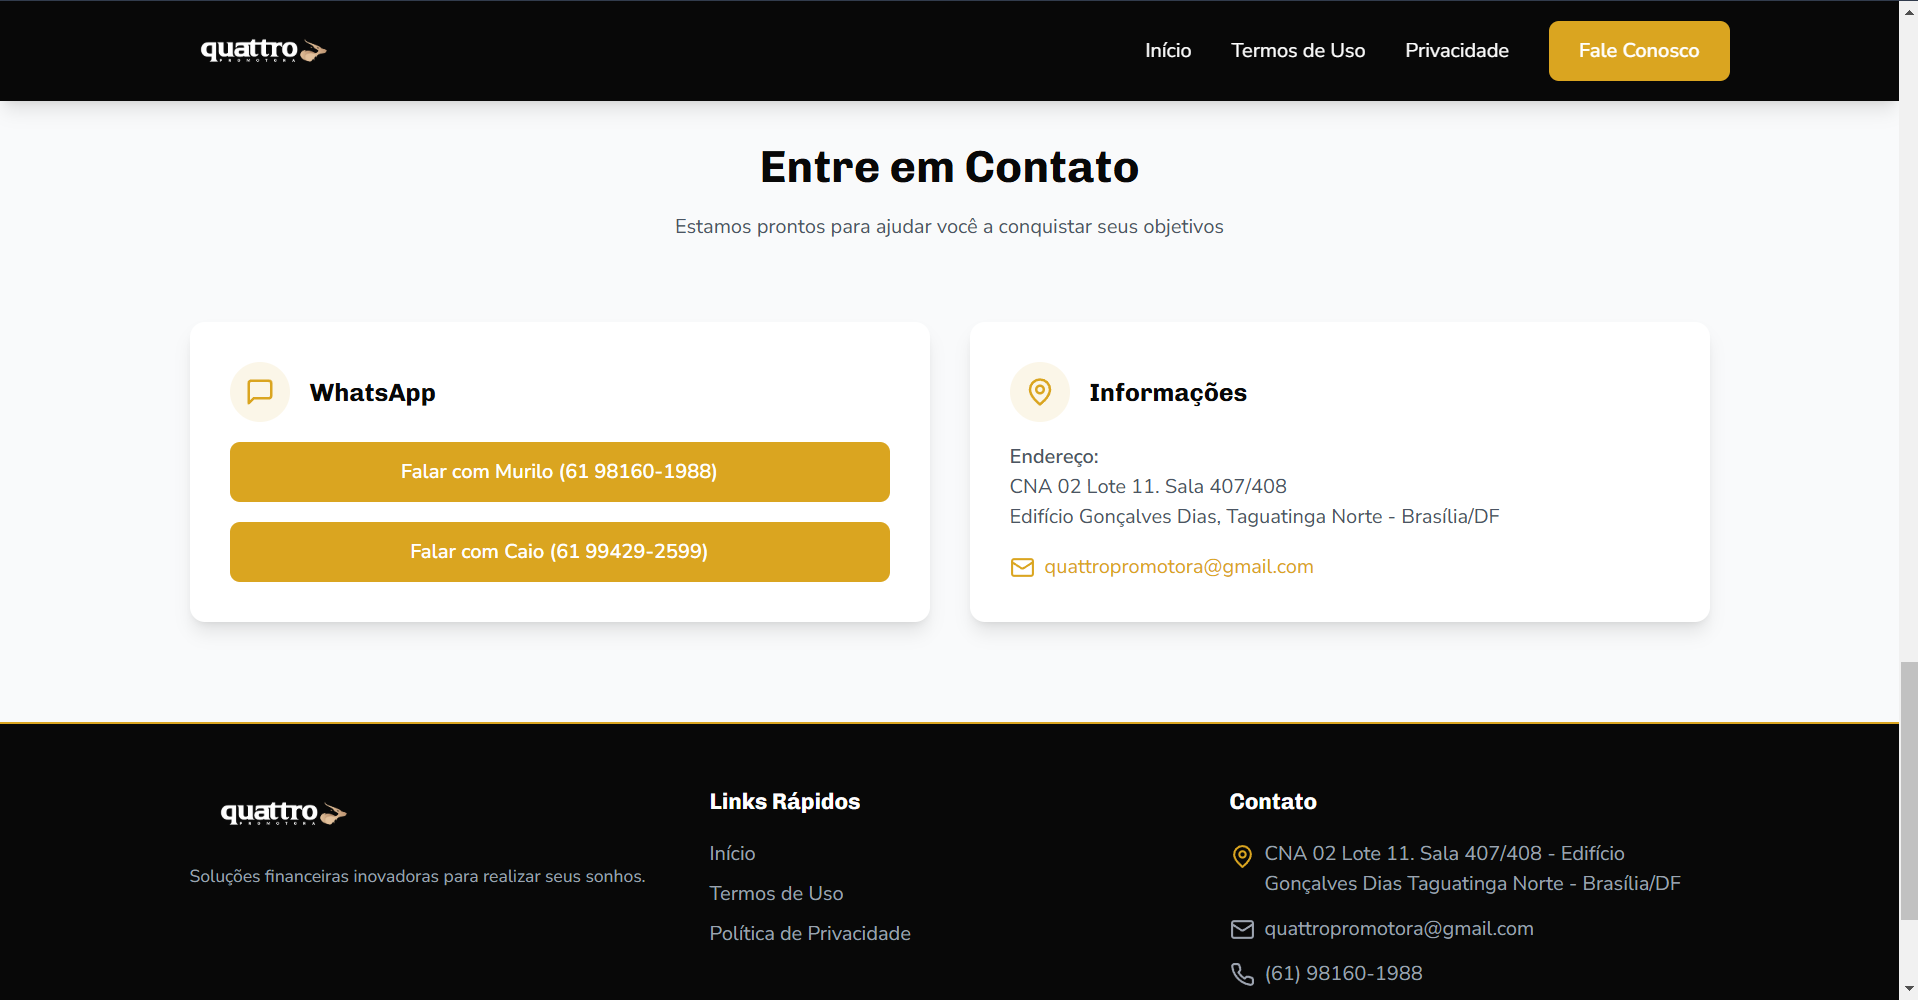 quattro
PROMOTORA
Início
Termos de Uso
Privacidade
Fale Conosco
Entre em Contato
Estamos prontos para ajudar você a conquistar seus objetivos
WhatsApp
Falar com Murilo (61 98160-1988)
Falar com Caio (61 99429-2599)
Informações
Endereço:
CNA 02 Lote 11. Sala 407/408
Edifício Gonçalves Dias, Taguatinga Norte - Brasília/DF
quattropromotora@gmail.com
quattro
PROMOTORA
Soluções financeiras inovadoras para realizar seus sonhos.
Links Rápidos
Início
Termos de Uso
Política de Privacidade
Contato
CNA 02 Lote 11. Sala 407/408 - Edifício
Gonçalves Dias Taguatinga Norte - Brasília/DF
quattropromotora@gmail.com
(61) 98160-1988